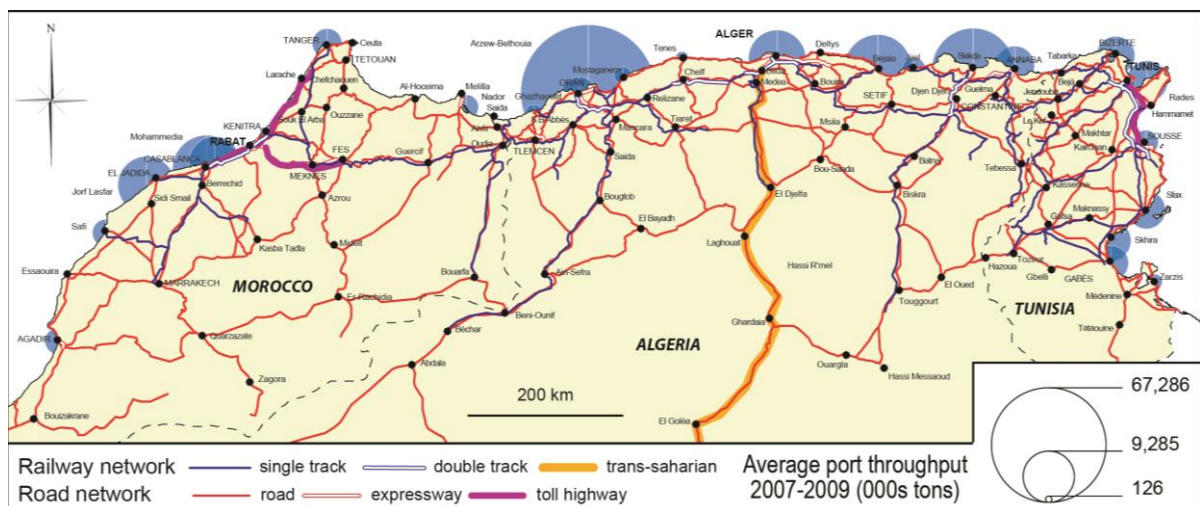 N
TANGER
Ceuta
TETOUAN
Larache
Chefchaouen
Ouzzane
Souk El Arba
Al-Hoceima
Melilla
Nador
Saida
KENITRA
Mohammedia
RABAT
CASABLANCA
FES
MEKNES
Guercif
Oudja
EL JADIDA
Jorf Lasfar
Berrechid
Sidi Smail
Azrou
Safi
Kasba Tadla
Midelt
Essaouira
MARRAKECH
MOROCCO
Bouarfa
Er-Rachidia
AGADIR
Ouarzazate
Zagora
Bouizakrane
Arzew-Bethouia
Mostaganem
ORAN
Ghazahouet
S.B.Abbés
TLEMCEN
Relizane
Mascara
Tiaret
Saida
Bougtob
El Bayadh
Ain-Sefra
Beni-Ounif
Béchar
Abdala
Tenes
Chelf
ALGER
Dellys
Blida
Medea
Bouira
Bejaia
Jijel
Skikda
ANNABA
SETIF
Djen Djen
Guelma
CONSTANTINE
Msila
Bou-Saada
Batna
Biskra
Tebessa
El Djelfa
Laghouat
Hassi R'mel
ALGERIA
Ghardaia
Touggourt
El Oued
Ouargla
Hassi Messaoud
El Goléa
Tabarka
BIZERTE
TUNIS
Beja
Jendouba
Le Kef
Rades
Hammamet
SOUSSE
Makhtar
Kairouan
Kasserine
Maknassy
Sfax
Gafsa
Skhira
Hazoua
Tozeur
Gbelli
GABÈS
Zarzis
Médenine
TUNISIA
Tataouine
200 km
67,286
9,285
126
Railway network
single track
double track
trans-saharian
Road network
road
expressway
toll highway
Average port throughput
2007-2009 (000s tons)